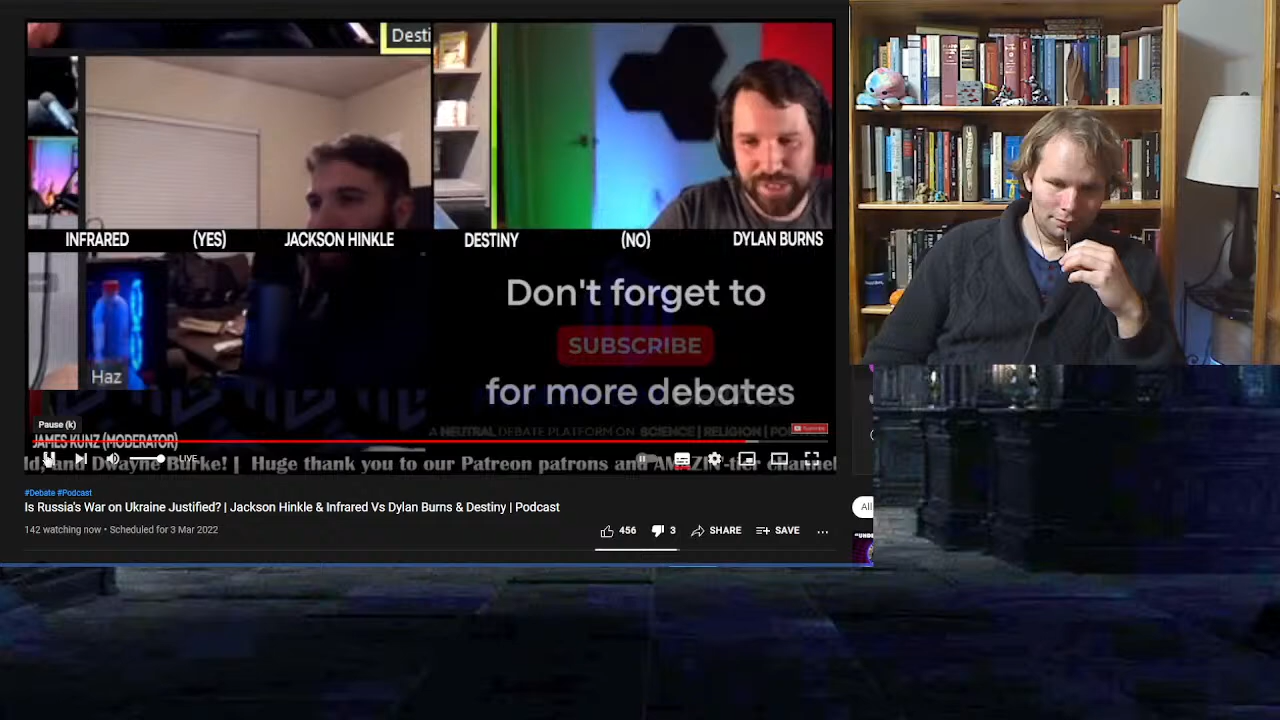 Desti
INFRARED (YES) JACKSON HINKLE
DESTINY (NO) DYLAN BURNS
Don't forget to
SUBSCRIBE
for more debates
Haz
Pause (k)
JAMES KUNZ (MODERATOR)
A NEUTRAL DEBATE PLATFORM ON SCIENCE | RELIGION |
LIVE
Dwayne Burke! | Huge thank you to our Patreon patrons and channel
#Debate #Podcast
Is Russia's War on Ukraine Justified? | Jackson Hinkle & Infrared Vs Dylan Burns & Destiny | Podcast
142 watching now • Scheduled for 3 Mar 2022
456 3 SHARE SAVE ...
All